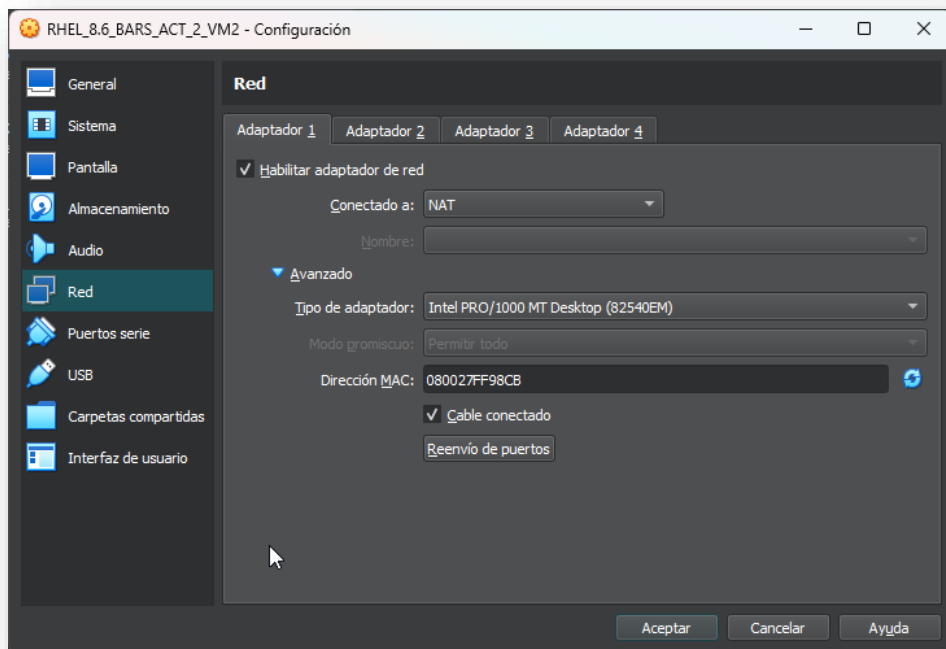 RHEL_8.6_BARS_ACT_2_VM2 - Configuración
General
Sistema
Pantalla
Almacenamiento
Audio
Red
Puertos serie
USB
Carpetas compartidas
Interfaz de usuario
Red
Adaptador 1 Adaptador 2 Adaptador 3 Adaptador 4
Habilitar adaptador de red
Conectado a: NAT
Nombre:
Avanzado
Tipo de adaptador: Intel PRO/1000 MT Desktop (82540EM)
Modo promiscuo: Permitir todo
Dirección MAC: 080027FF98CB
Cable conectado
Reenvío de puertos
Aceptar Cancelar Ayuda